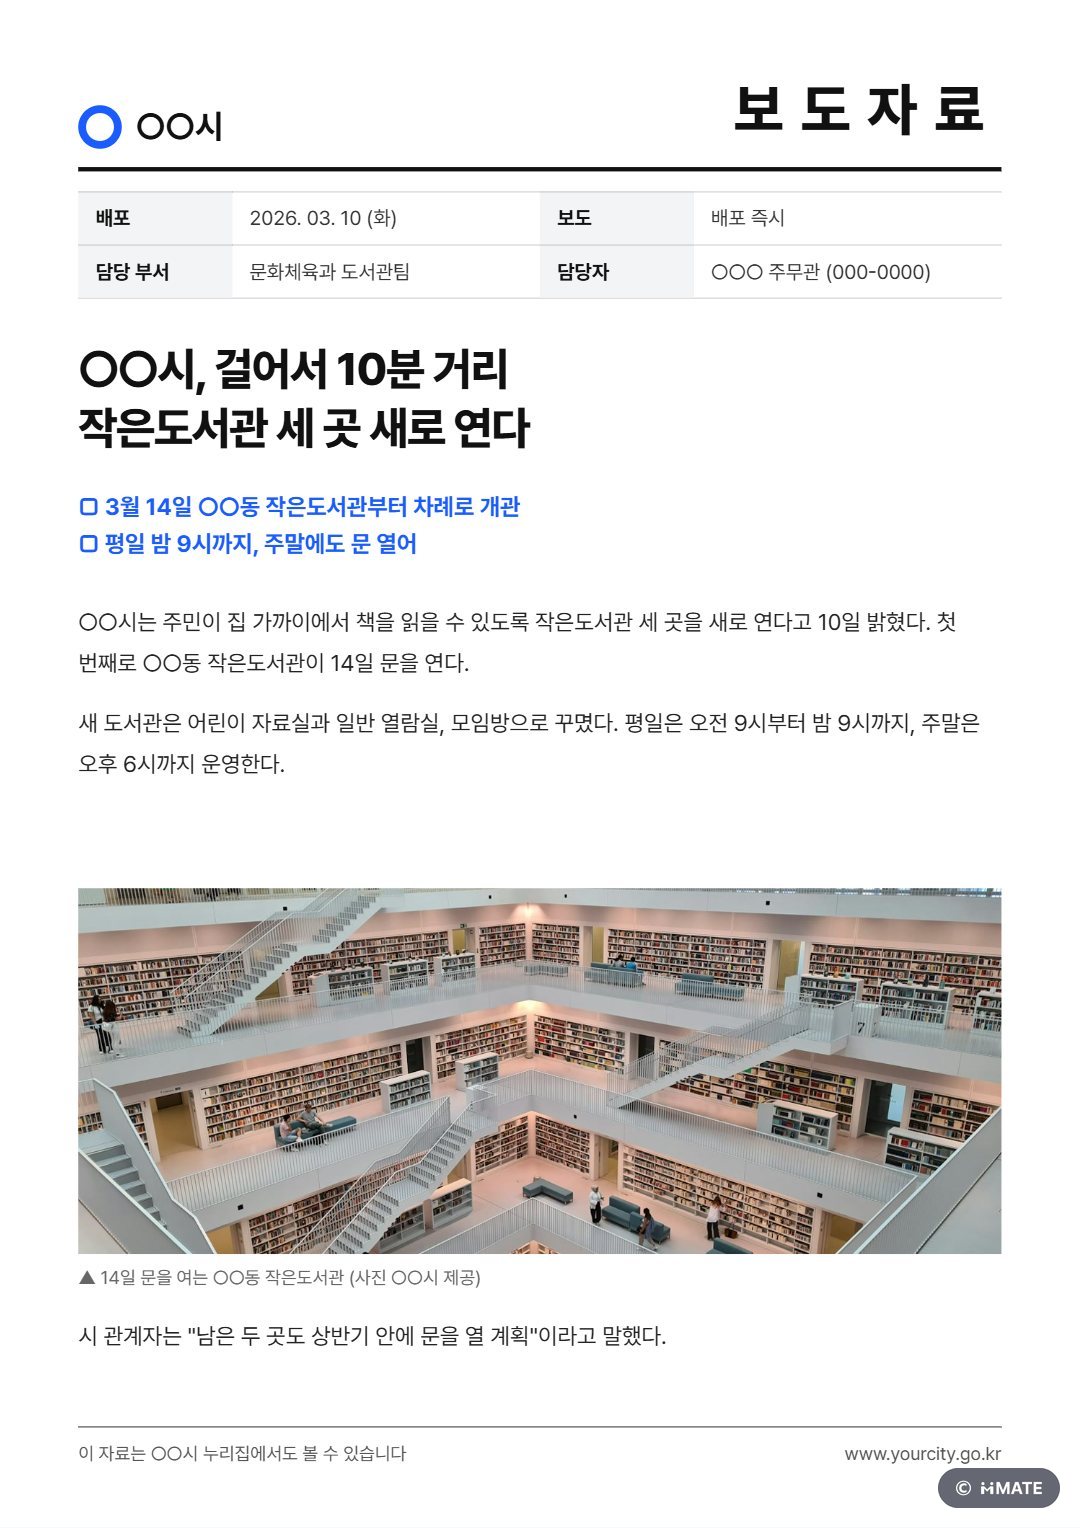 ○○시
보도자료
배포 2026. 03. 10 (화) 보도 배포 즉시
담당 부서 문화체육과 도서관팀 담당자 ○○○ 주무관 (000-0000)
○○시, 걸어서 10분 거리
작은도서관 세 곳 새로 연다
□ 3월 14일 ○○동 작은도서관부터 차례로 개관
□ 평일 밤 9시까지, 주말에도 문 열어
○○시는 주민이 집 가까이에서 책을 읽을 수 있도록 작은도서관 세 곳을 새로 연다고 10일 밝혔다. 첫
번째로 ○○동 작은도서관이 14일 문을 연다.
새 도서관은 어린이 자료실과 일반 열람실, 모임방으로 꾸몄다. 평일은 오전 9시부터 밤 9시까지, 주말은
오후 6시까지 운영한다.
7
▲ 14일 문을 여는 ○○동 작은도서관 (사진 ○○시 제공)
시 관계자는 "남은 두 곳도 상반기 안에 문을 열 계획"이라고 말했다.
이 자료는 ○○시 누리집에서도 볼 수 있습니다 www.yourcity.go.kr
© MMATE